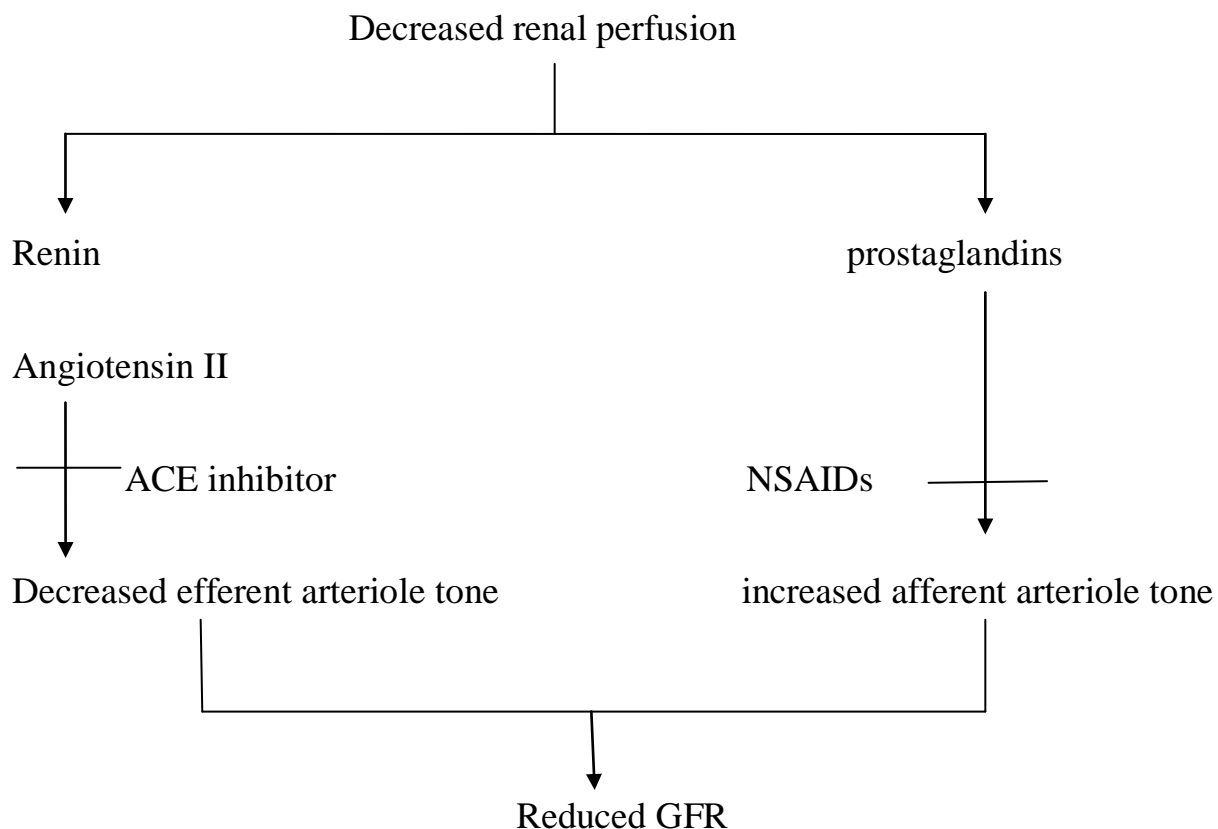 Decreased renal perfusion
Renin
prostaglandins
Angiotensin II
ACE inhibitor
NSAIDs
Decreased efferent arteriole tone
increased afferent arteriole tone
Reduced GFR